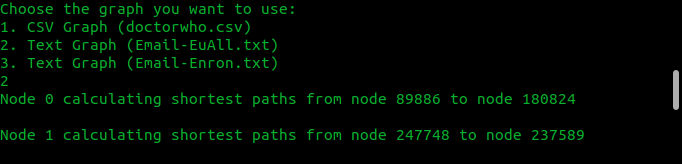 Choose the graph you want to use:
1. CSV Graph (doctorwho.csv)
2. Text Graph (Email-EuAll.txt)
3. Text Graph (Email-Enron.txt)
2
Node 0 calculating shortest paths from node 89886 to node 180824
Node 1 calculating shortest paths from node 247748 to node 237589